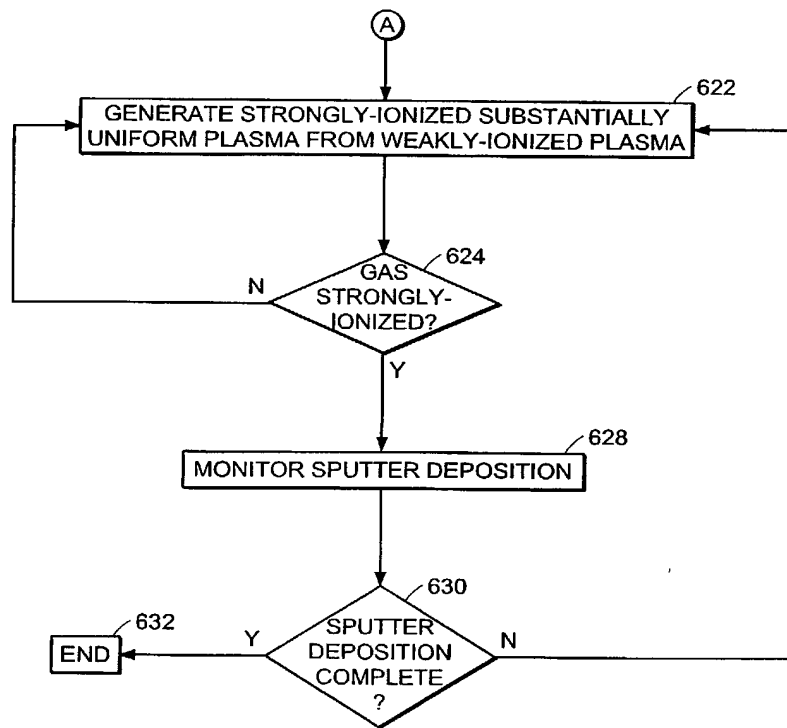 A
622
GENERATE STRONGLY-IONIZED SUBSTANTIALLY
UNIFORM PLASMA FROM WEAKLY-IONIZED PLASMA
624
N
GAS
STRONGLY-
IONIZED?
Y
628
MONITOR SPUTTER DEPOSITION
630
632
Y
N
END
SPUTTER
DEPOSITION
COMPLETE
?